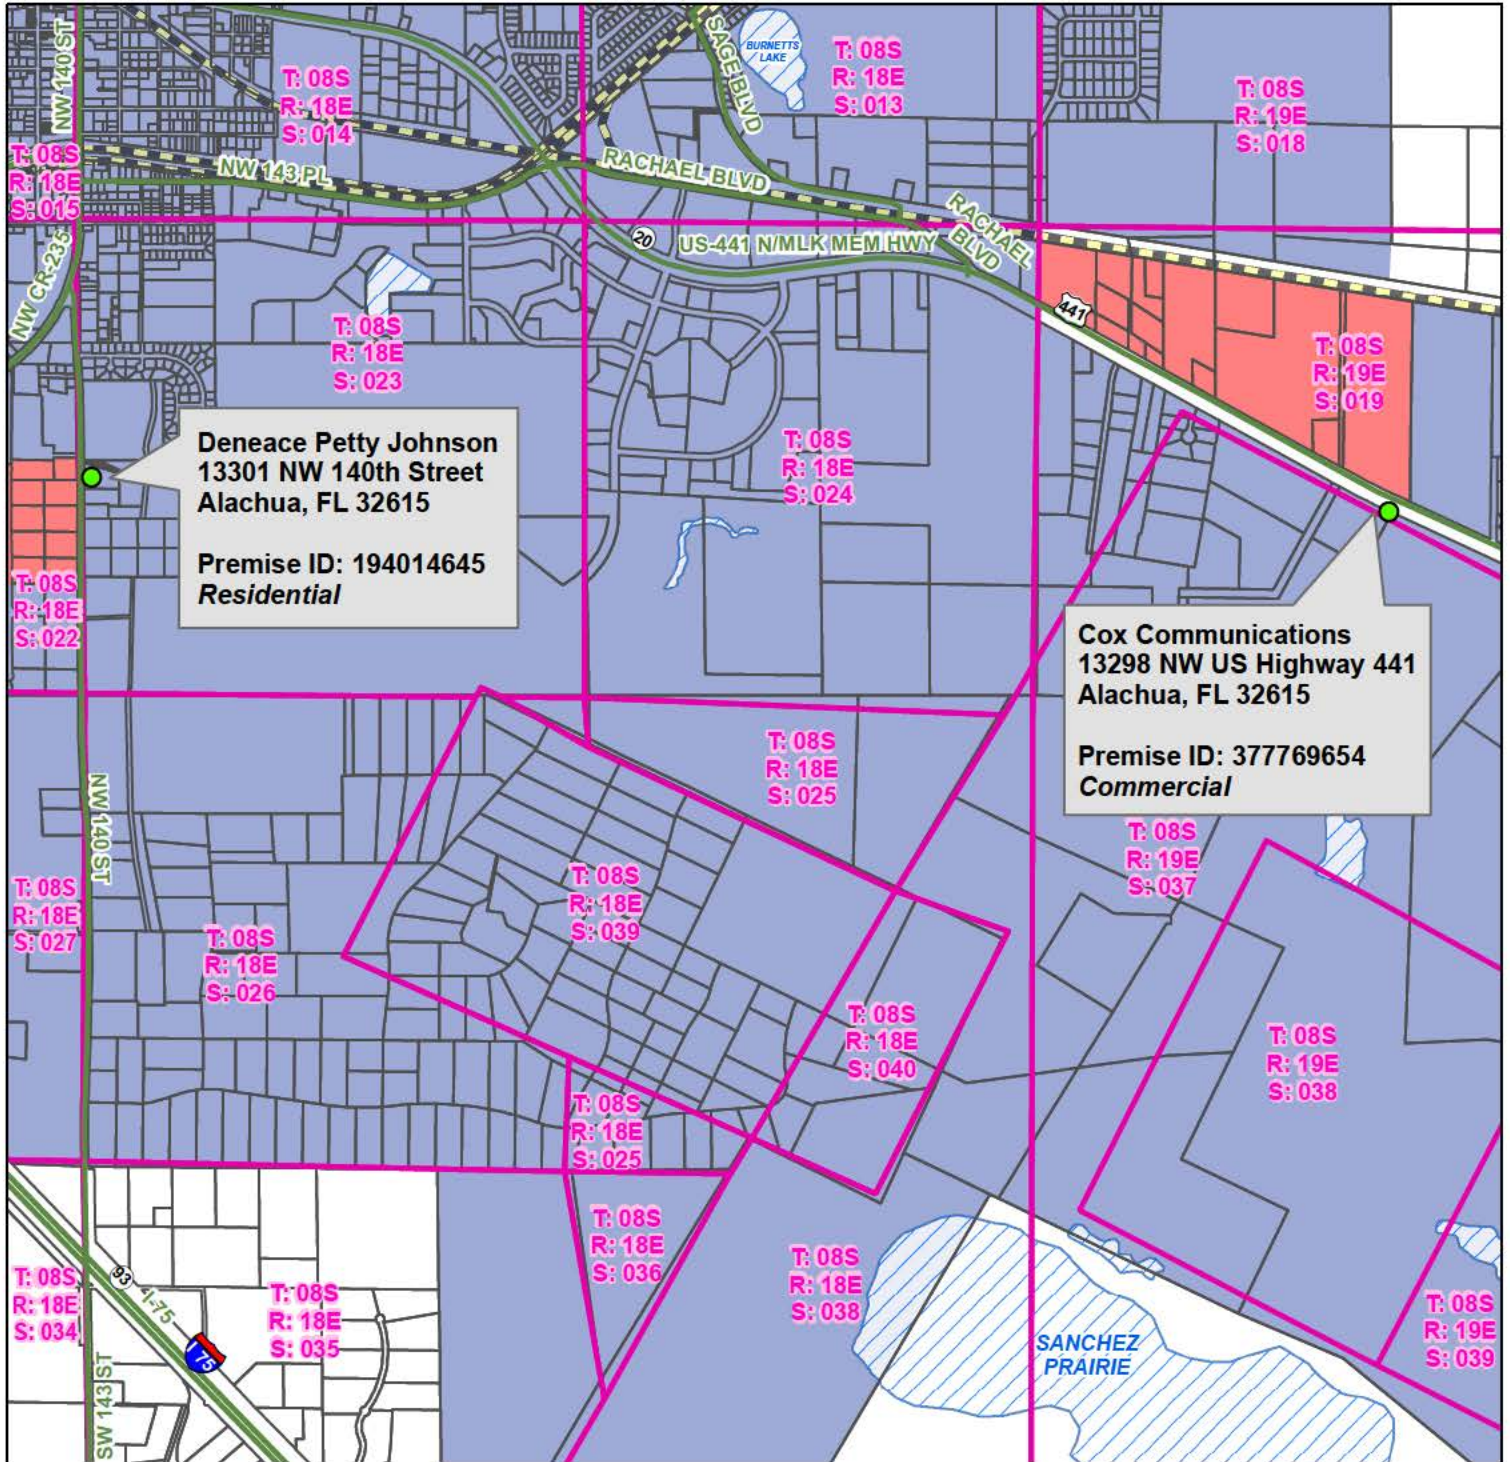 NW 140 ST
SAGE BLVD
BURNETTS
LAKE
T: 08S
R: 18E
S: 013
T: 08S
R: 18E
S: 014
T: 08S
R: 19E
S: 018
T: 08S
R: 18E
S: 015
NW 143 PL
RACHAEL BLVD
RACHAEL
BLVD
20
US-441 N/MLK MEM HWY
NW CR-235
441
T: 08S
R: 18E
S: 023
T: 08S
R: 19E
S: 019
Deneace Petty Johnson
13301 NW 140th Street
Alachua, FL 32615
Premise ID: 194014645
Residential
T: 08S
R: 18E
S: 024
T: 08S
R: 18E
S: 022
Cox Communications
13298 NW US Highway 441
Alachua, FL 32615
Premise ID: 377769654
Commercial
T: 08S
R: 18E
S: 025
NW 140 ST
T: 08S
R: 19E
S: 037
T: 08S
R: 18E
S: 039
T: 08S
R: 18E
S: 027
T: 08S
R: 18E
S: 026
T: 08S
R: 18E
S: 040
T: 08S
R: 19E
S: 038
T: 08S
R: 18E
S: 025
T: 08S
R: 18E
S: 036
T: 08S
R: 18E
S: 038
T: 08S
R: 18E
S: 034
93
I-75
T: 08S
R: 18E
S: 035
I 75
SW 143 ST
SANCHEZ
PRAIRIE
T: 08S
R: 19E
S: 039